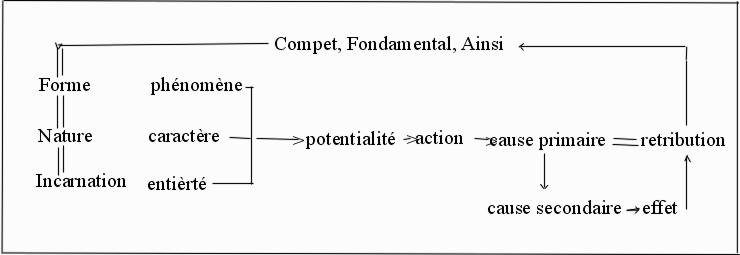 Compet, Fondamental, Ainsi
Forme phénomène
Nature caractère potentialité action cause primaire retribution
Incarnation entièrté
cause secondaire effet